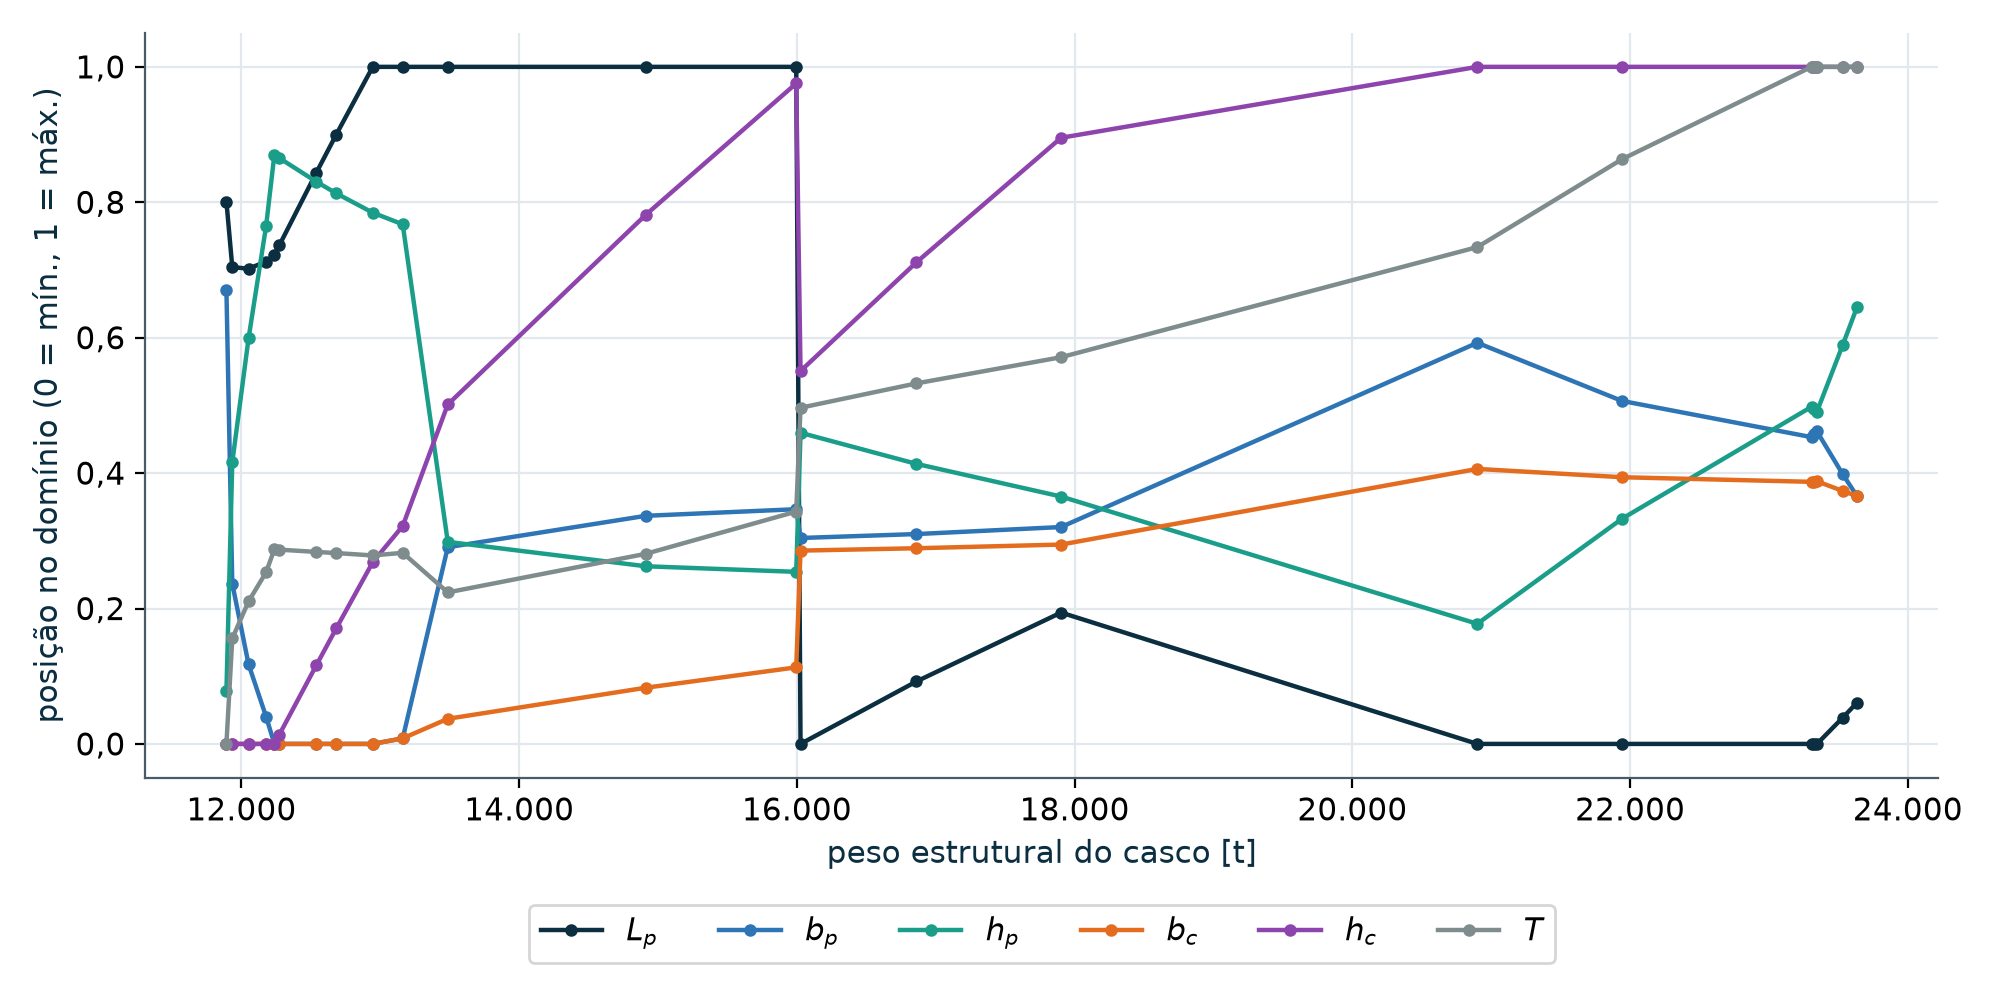 posição no domínio (0 = mín., 1 = máx.)
1,0
0,8
0,6
0,4
0,2
0,0
12.000 14.000 16.000 18.000 20.000 22.000 24.000
peso estrutural do casco [t]
L_p b_p h_p b_c h_c T